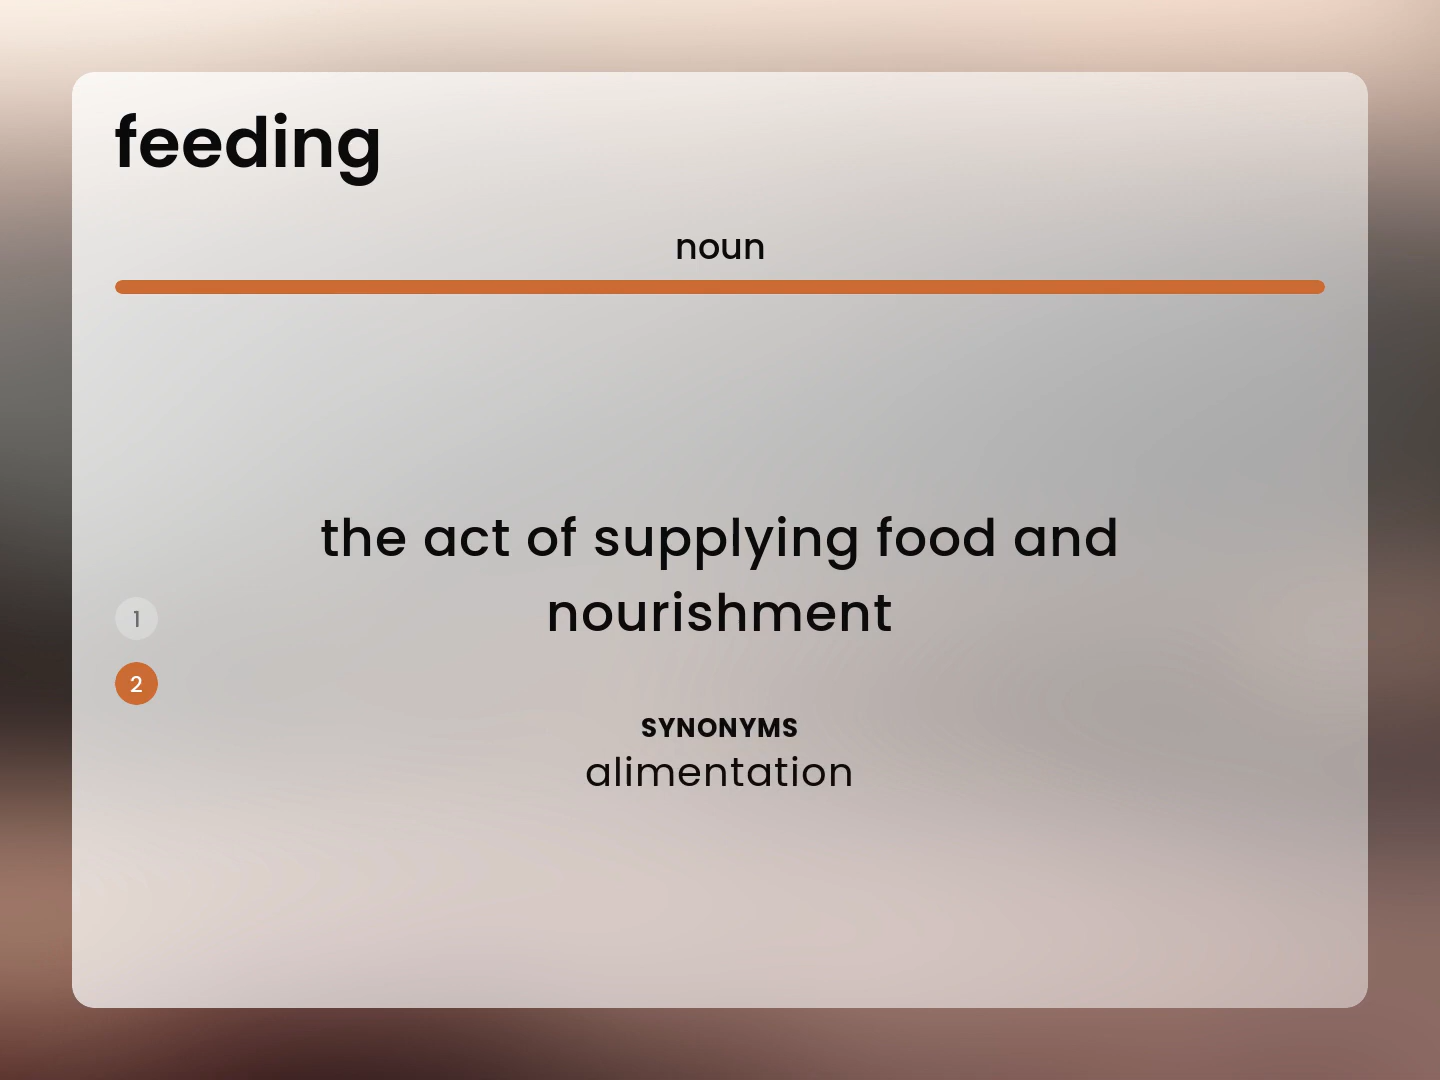 feeding
noun
the act of supplying food and
nourishment
1
2
SYNONYMS
alimentation